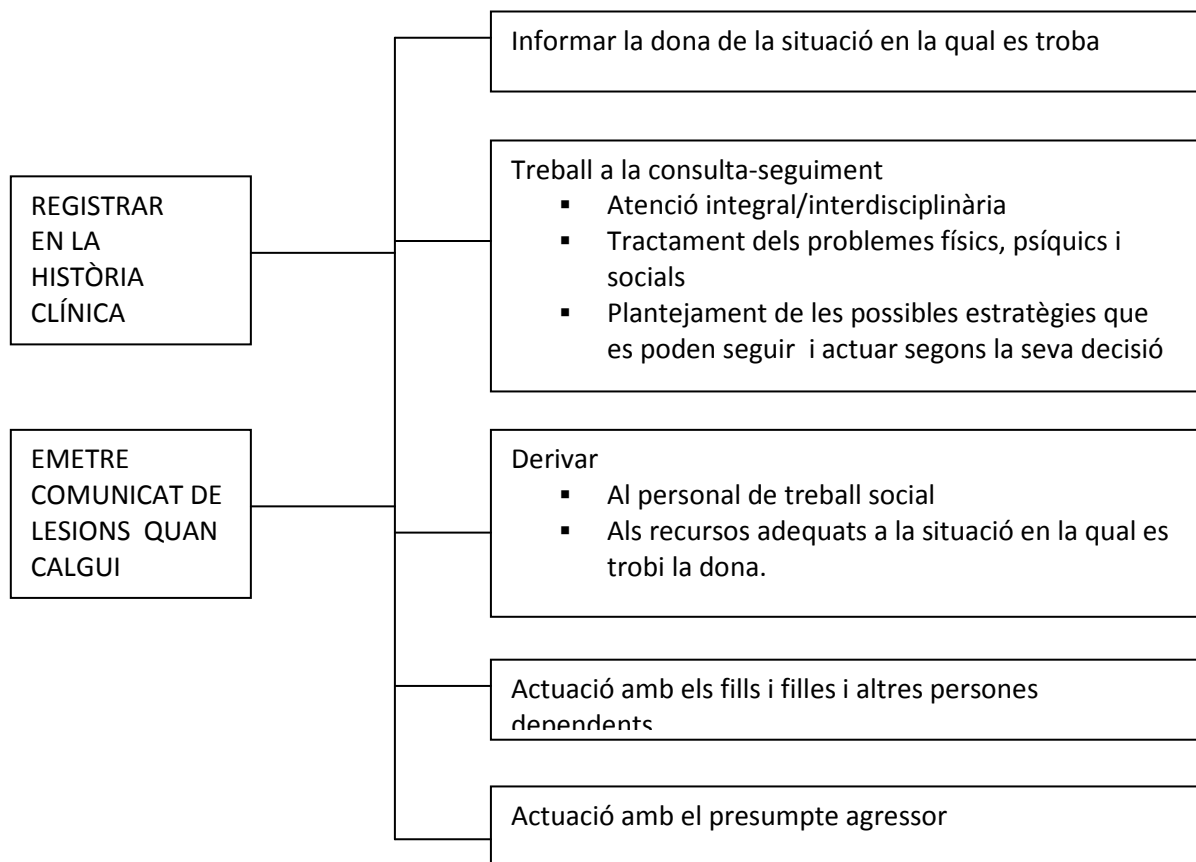 REGISTRAR
EN LA
HISTÒRIA
CLÍNICA
EMETRE
COMUNICAT DE
LESIONS QUAN
CALGUI
Informar la dona de la situació en la qual es troba
Treball a la consulta-seguiment
▪ Atenció integral/interdisciplinària
▪ Tractament dels problemes físics, psíquics i
socials
▪ Plantejament de les possibles estratègies que
es poden seguir i actuar segons la seva decisió
Derivar
▪ Al personal de treball social
▪ Als recursos adequats a la situació en la qual es
trobi la dona.
Actuació amb els fills i filles i altres persones
dependents
Actuació amb el presumpte agressor